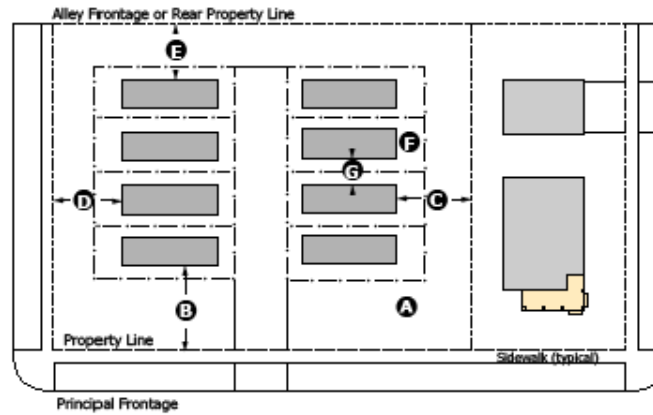 Alley Frontage or Rear Property Line
E
F
G
D
C
B
A
Property Line
Sidewalk (typical)
Principal Frontage